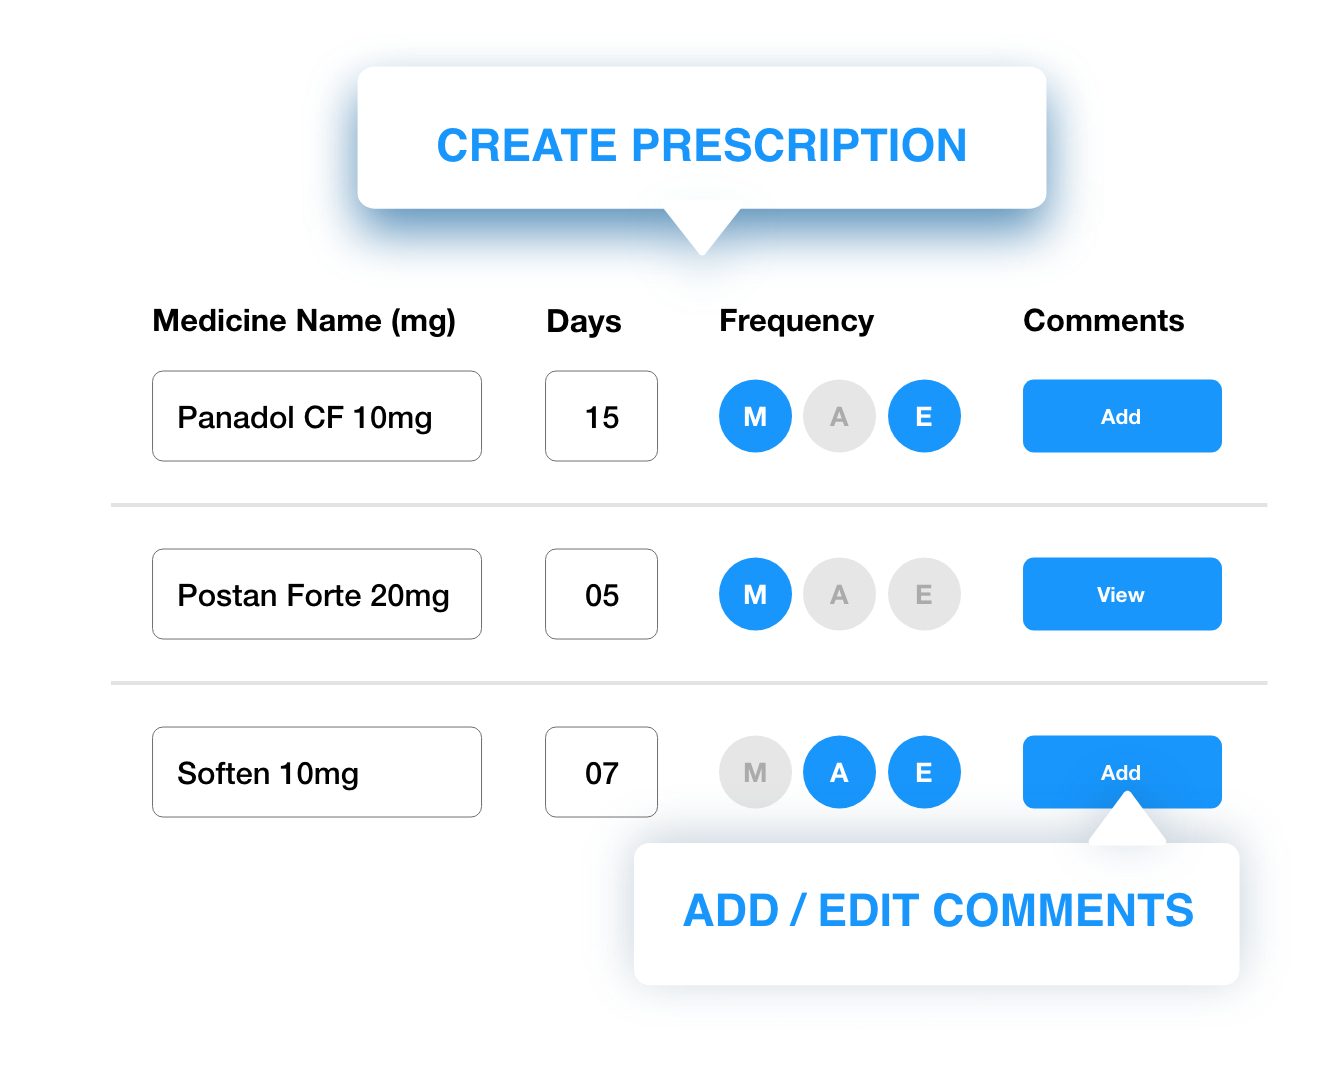 CREATE PRESCRIPTION
Medicine Name (mg) Days Frequency Comments
Panadol CF 10mg 15 M A E Add
Postan Forte 20mg 05 M A E View
Soften 10mg 07 M A E Add
ADD / EDIT COMMENTS